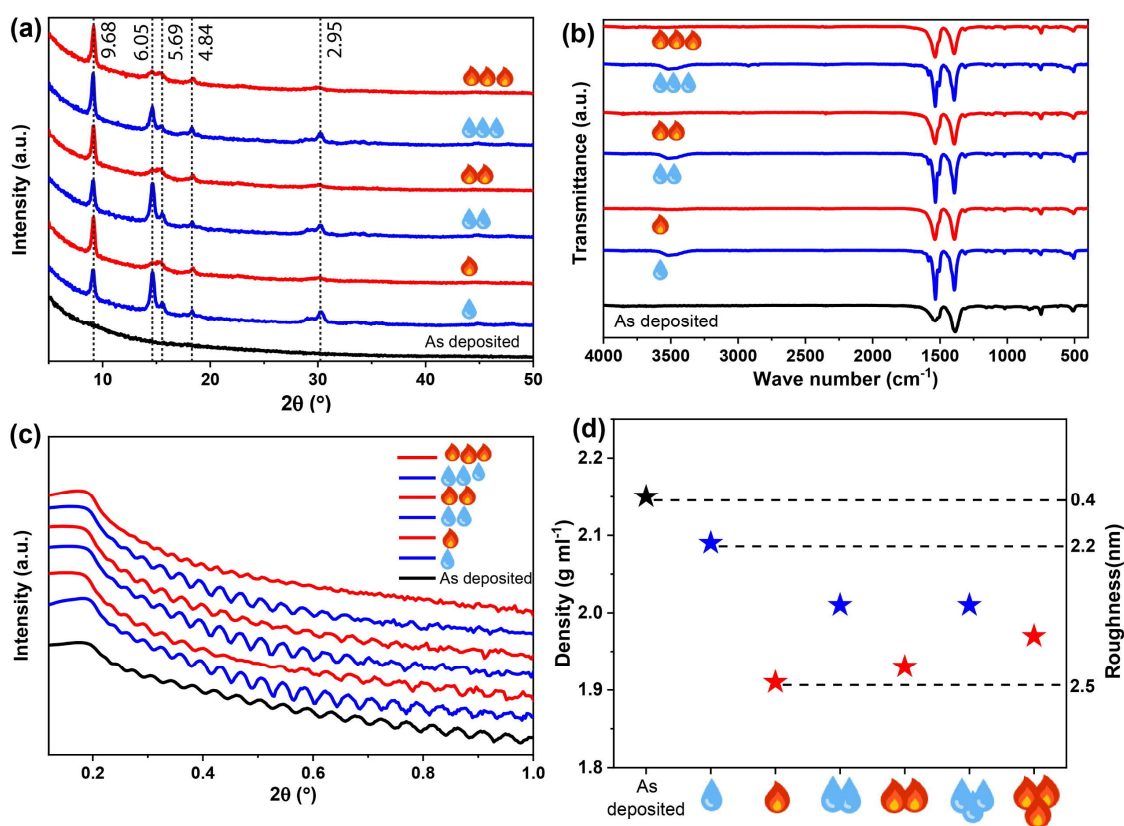 (a)
9.68
6.05
5.69
4.84
2.95
Intensity (a.u.)
As deposited
10 20 30 40 50
2θ (°)
(b)
Transmittance (a.u.)
As deposited
4000 3500 3000 2500 2000 1500 1000 500
Wave number (cm⁻¹)
(c)
Intensity (a.u.)
As deposited
0.2 0.4 0.6 0.8 1.0
2θ (°)
(d)
Density (g ml⁻¹)
2.2
2.1
2.0
1.9
1.8
0.4
2.2
2.5
Roughness(nm)
As
deposited